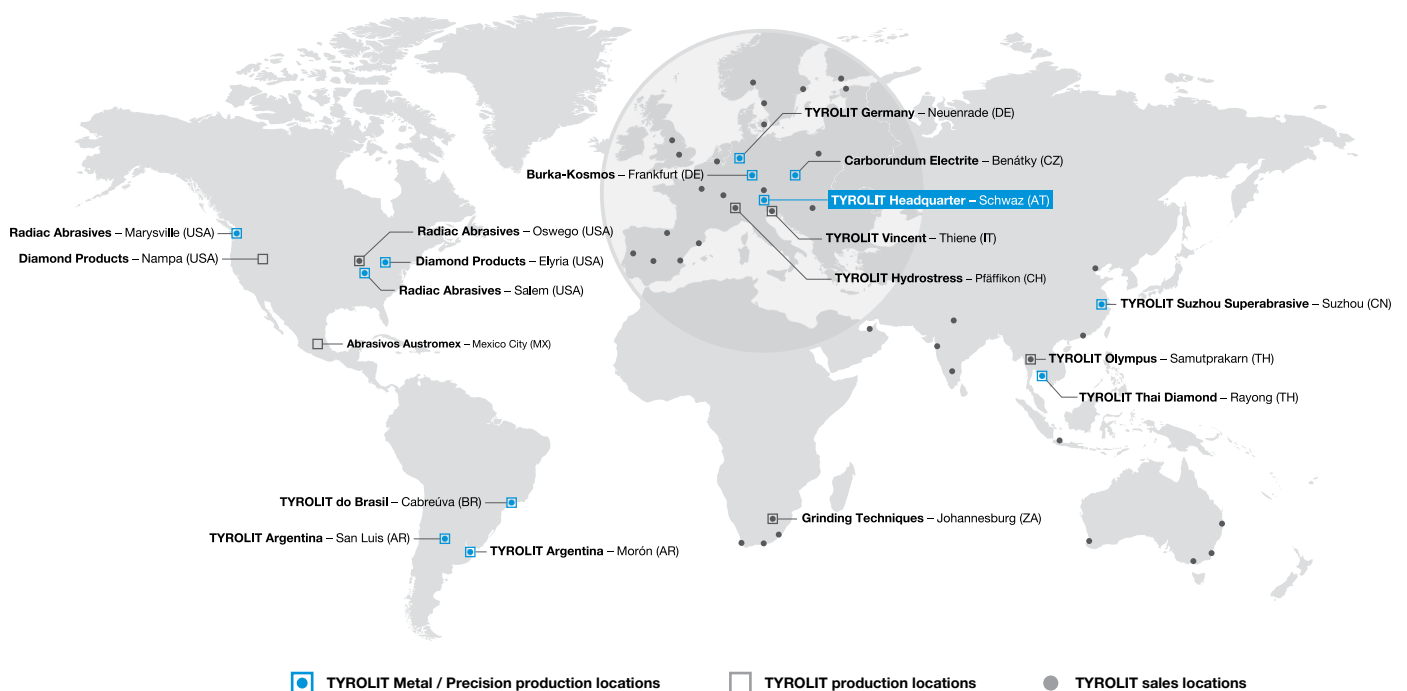 TYROLIT Germany – Neuenrade (DE)
Carborundum Electrite – Benátky (CZ)
Burka-Kosmos – Frankfurt (DE)
TYROLIT Headquarter – Schwaz (AT)
Radiac Abrasives – Marysville (USA)
Radiac Abrasives – Oswego (USA)
TYROLIT Vincent – Thiene (IT)
Diamond Products – Nampa (USA)
Diamond Products – Elyria (USA)
TYROLIT Hydrostress – Pfäffikon (CH)
Radiac Abrasives – Salem (USA)
TYROLIT Suzhou Superabrasive – Suzhou (CN)
Abrasivos Austromex – Mexico City (MX)
TYROLIT Olympus – Samutprakarn (TH)
TYROLIT Thai Diamond – Rayong (TH)
TYROLIT do Brasil – Cabreúva (BR)
Grinding Techniques – Johannesburg (ZA)
TYROLIT Argentina – San Luis (AR)
TYROLIT Argentina – Morón (AR)
TYROLIT Metal / Precision production locations
TYROLIT production locations
TYROLIT sales locations